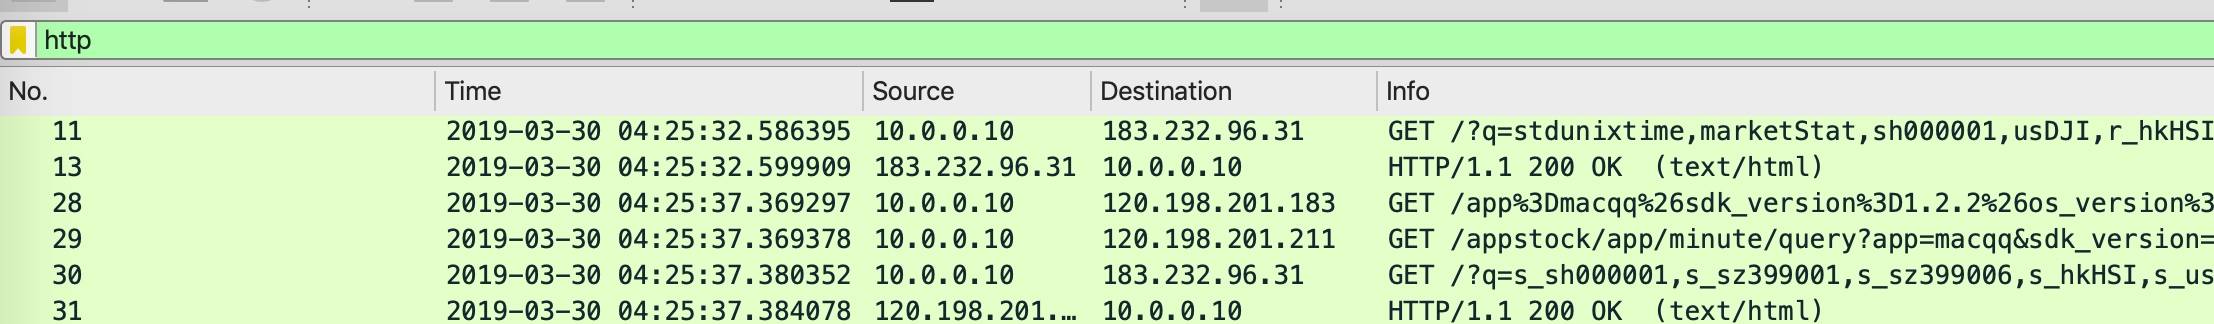 http
No. Time Source Destination Info
11 2019-03-30 04:25:32.586395 10.0.0.10 183.232.96.31 GET /?q=stdunixtime,marketStat,sh000001,usDJI,r_hkHSI
13 2019-03-30 04:25:32.599909 183.232.96.31 10.0.0.10 HTTP/1.1 200 OK (text/html)
28 2019-03-30 04:25:37.369297 10.0.0.10 120.198.201.183 GET /app%3Dmacqq%26sdk_version%3D1.2.2%26os_version%3
29 2019-03-30 04:25:37.369378 10.0.0.10 120.198.201.211 GET /appstock/app/minute/query?app=macqq&sdk_version=
30 2019-03-30 04:25:37.380352 10.0.0.10 183.232.96.31 GET /?q=s_sh000001,s_sz399001,s_sz399006,s_hkHSI,s_us
31 2019-03-30 04:25:37.384078 120.198.201.… 10.0.0.10 HTTP/1.1 200 OK (text/html)